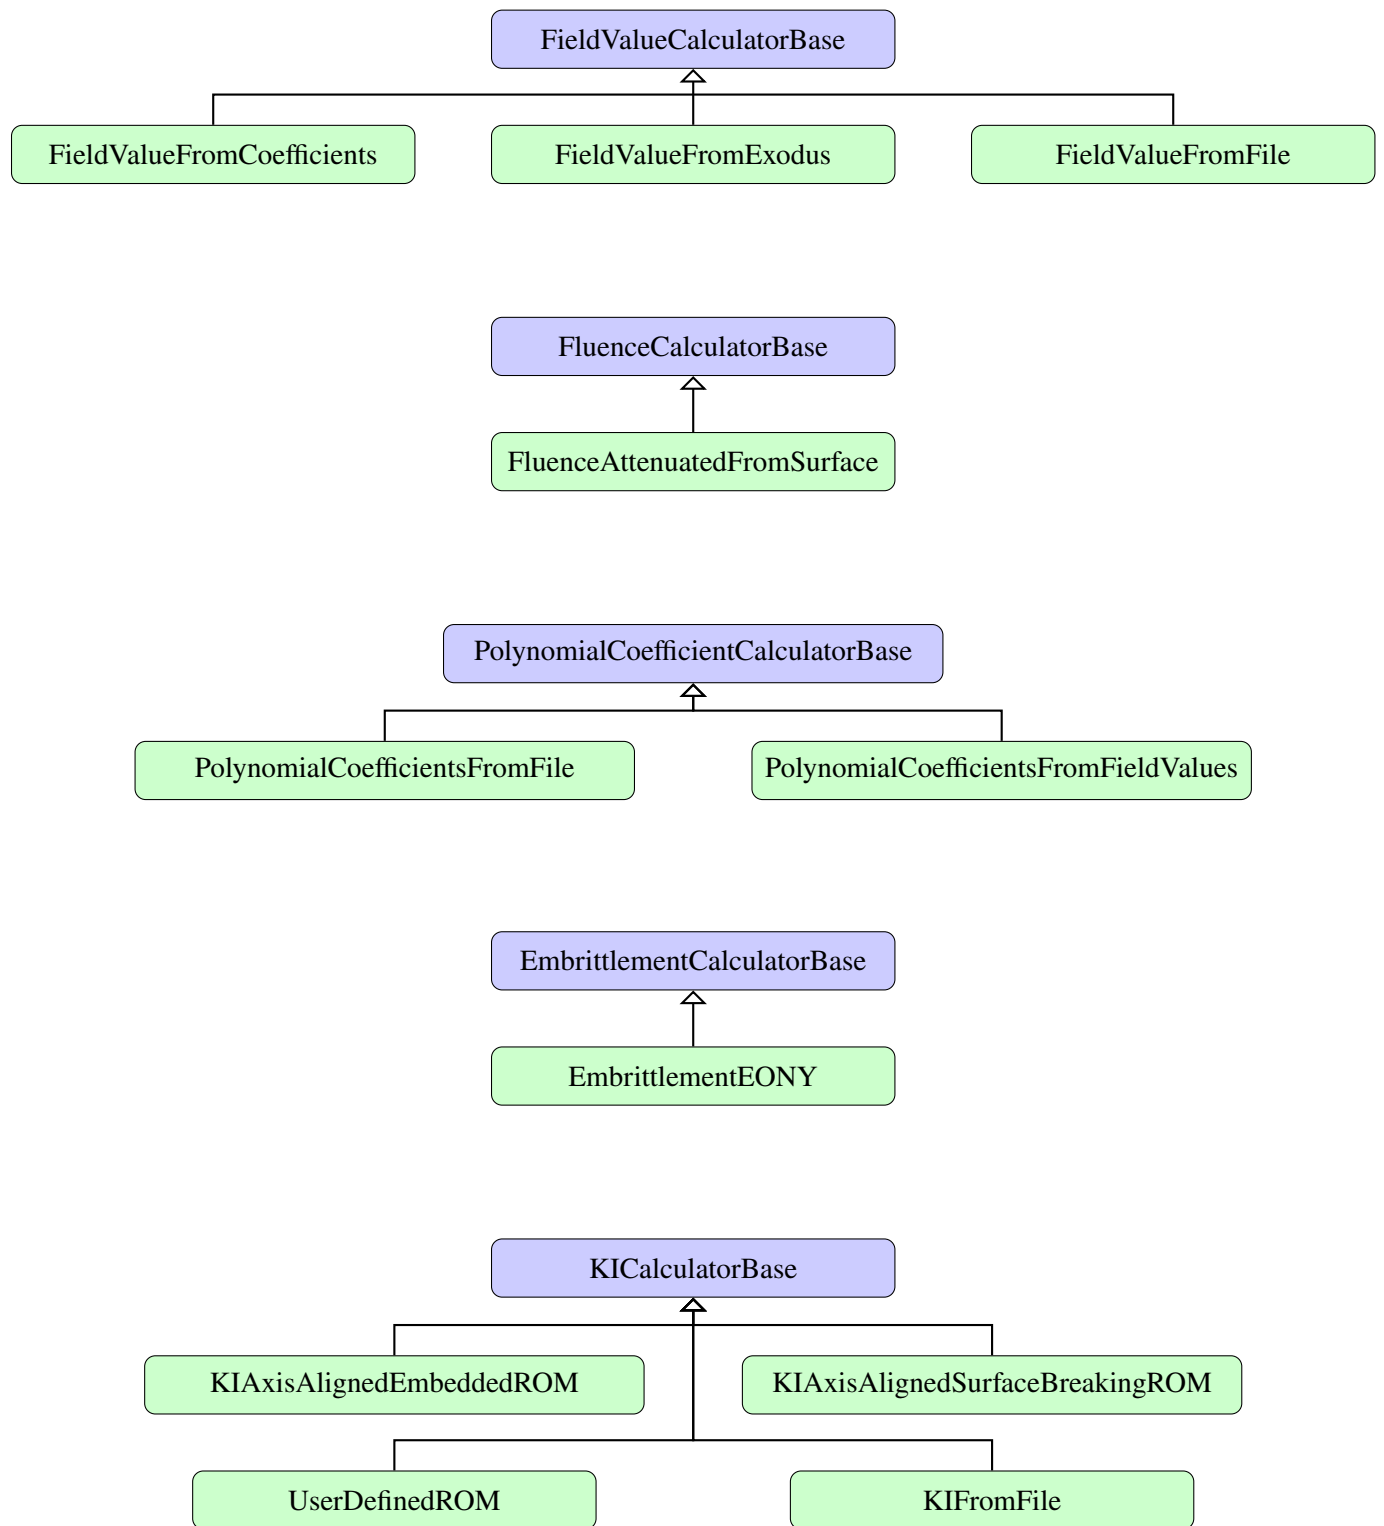 FieldValueCalculatorBase
FieldValueFromCoefficients
FieldValueFromExodus
FieldValueFromFile
FluenceCalculatorBase
FluenceAttenuatedFromSurface
PolynomialCoefficientCalculatorBase
PolynomialCoefficientsFromFile
PolynomialCoefficientsFromFieldValues
EmbrittlementCalculatorBase
EmbrittlementEONY
KICalculatorBase
KIAxisAlignedEmbeddedROM
KIAxisAlignedSurfaceBreakingROM
UserDefinedROM
KIFromFile